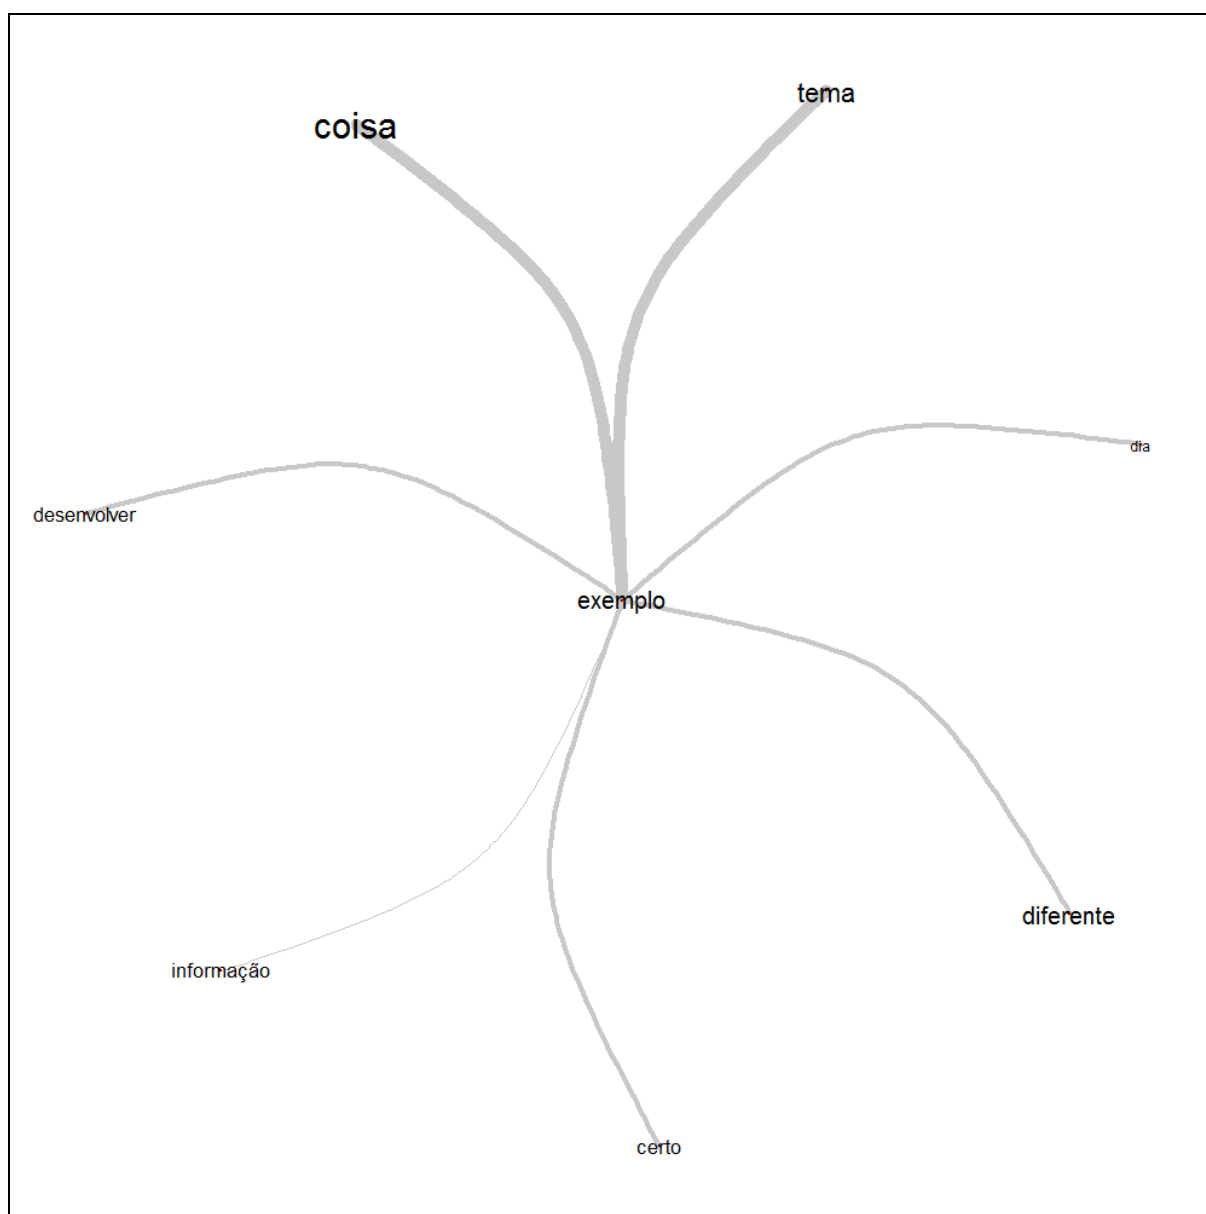 tema
coisa
dia
desenvolver
exemplo
diferente
informação
certo